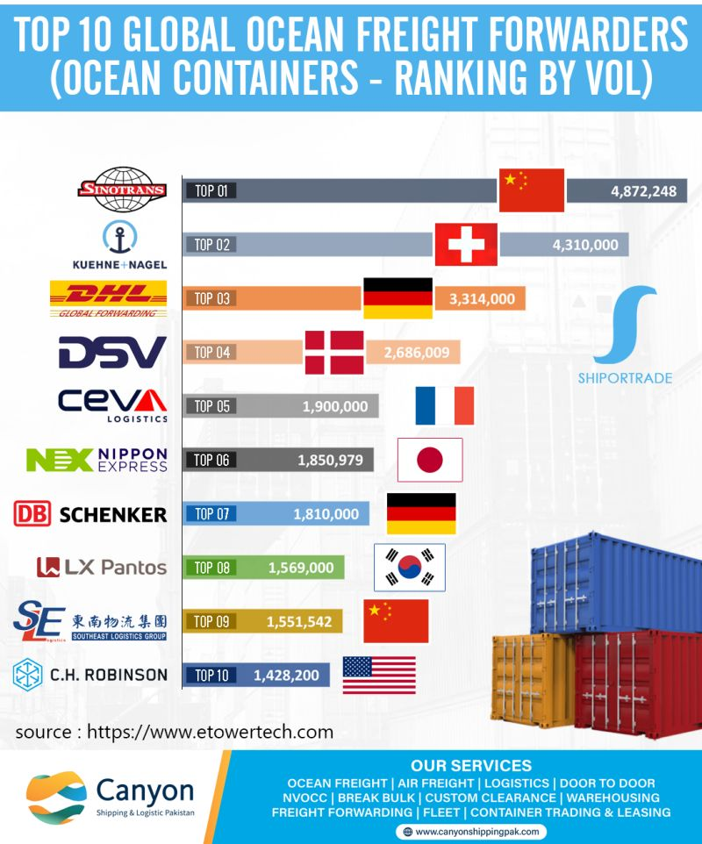 TOP 10 GLOBAL OCEAN FREIGHT FORWARDERS
(OCEAN CONTAINERS - RANKING BY VOL)
SINOTRANS
TOP 01
4,872,248
KUEHNE+NAGEL
TOP 02
4,310,000
DHL
GLOBAL FORWARDING
TOP 03
3,314,000
DSV
TOP 04
2,686,009
SHIPORTRADE
CEVA
LOGISTICS
TOP 05
1,900,000
NEX NIPPON
EXPRESS
TOP 06
1,850,979
DB SCHENKER
TOP 07
1,810,000
LX Pantos
TOP 08
1,569,000
SLE 東南物流集團
Logistics SOUTHEAST LOGISTICS GROUP
TOP 09
1,551,542
C.H. ROBINSON
TOP 10
1,428,200
source : https://www.etowertech.com
Canyon
Shipping & Logistic Pakistan
OUR SERVICES
OCEAN FREIGHT | AIR FREIGHT | LOGISTICS | DOOR TO DOOR
NVOCC | BREAK BULK | CUSTOM CLEARANCE | WAREHOUSING
FREIGHT FORWARDING | FLEET | CONTAINER TRADING & LEASING
www.canyonshippingpak.com